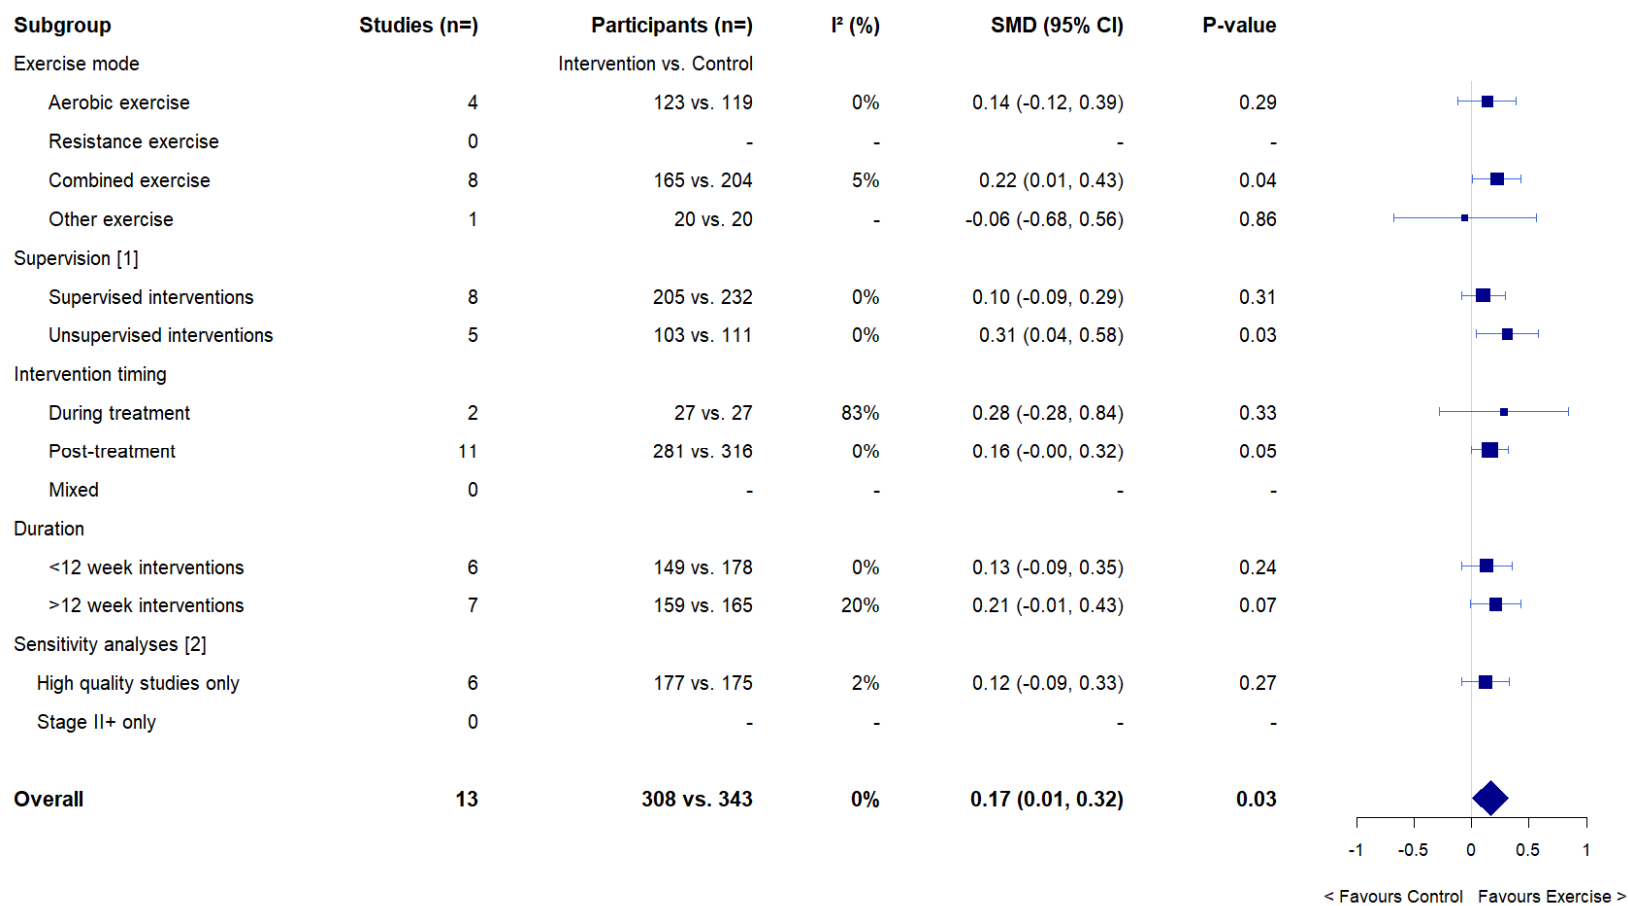 Subgroup Studies (n=) Participants (n=) I² (%) SMD (95% CI) P-value
Exercise mode Intervention vs. Control
Aerobic exercise 4 123 vs. 119 0% 0.14 (-0.12, 0.39) 0.29
Resistance exercise 0 - - - -
Combined exercise 8 165 vs. 204 5% 0.22 (0.01, 0.43) 0.04
Other exercise 1 20 vs. 20 - -0.06 (-0.68, 0.56) 0.86
Supervision [1]
Supervised interventions 8 205 vs. 232 0% 0.10 (-0.09, 0.29) 0.31
Unsupervised interventions 5 103 vs. 111 0% 0.31 (0.04, 0.58) 0.03
Intervention timing
During treatment 2 27 vs. 27 83% 0.28 (-0.28, 0.84) 0.33
Post-treatment 11 281 vs. 316 0% 0.16 (-0.00, 0.32) 0.05
Mixed 0 - - - -
Duration
<12 week interventions 6 149 vs. 178 0% 0.13 (-0.09, 0.35) 0.24
>12 week interventions 7 159 vs. 165 20% 0.21 (-0.01, 0.43) 0.07
Sensitivity analyses [2]
High quality studies only 6 177 vs. 175 2% 0.12 (-0.09, 0.33) 0.27
Stage II+ only 0 - - - -
Overall 13 308 vs. 343 0% 0.17 (0.01, 0.32) 0.03
-1 -0.5 0 0.5 1
< Favours Control Favours Exercise >